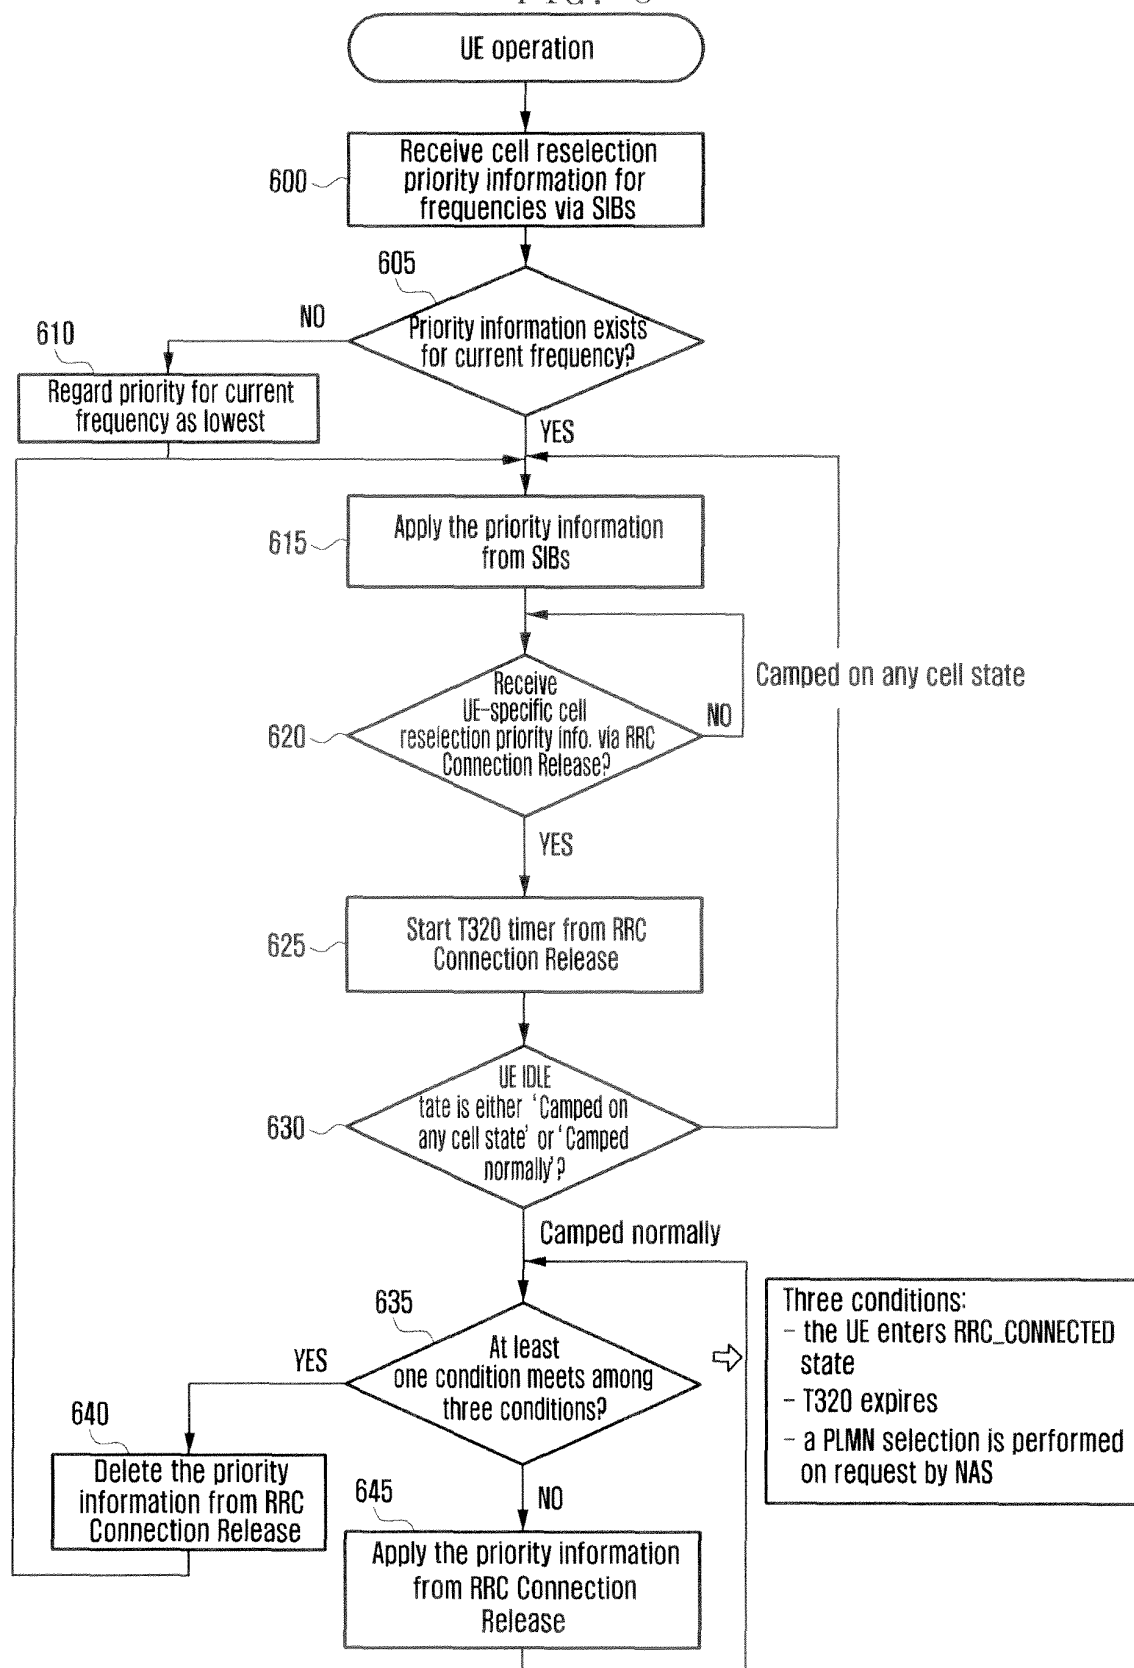 UE operation
600
Receive cell reselection
priority information for
frequencies via SIBs
605
Priority information exists
for current frequency?
NO
610
Regard priority for current
frequency as lowest
YES
615
Apply the priority information
from SIBs
Camped on any cell state
620
Receive
UE-specific cell
reselection priority info. via RRC
Connection Release?
NO
YES
625
Start T320 timer from RRC
Connection Release
630
UE IDLE
tate is either 'Camped on
any cell state' or 'Camped
normally'?
Camped normally
635
At least
one condition meets among
three conditions?
YES
Three conditions:
- the UE enters RRC_CONNECTED
state
- T320 expires
- a PLMN selection is performed
on request by NAS
640
Delete the priority
information from RRC
Connection Release
NO
645
Apply the priority information
from RRC Connection
Release